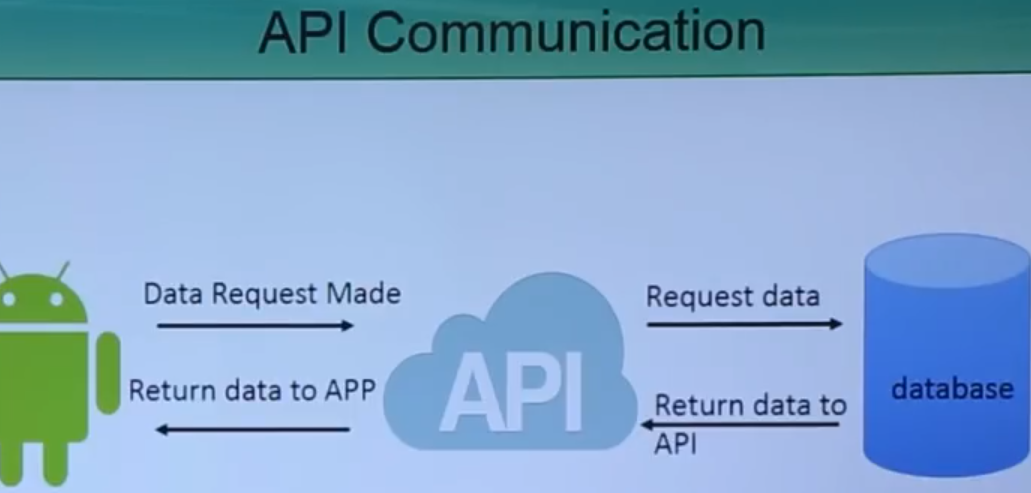 API Communication
Data Request Made
Request data
Return data to APP
API
Return data to
API
database